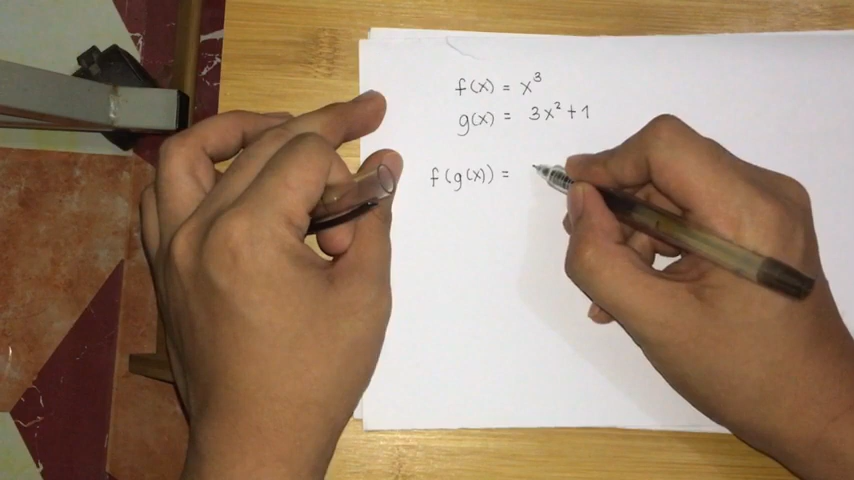 f(x) = x³
g(x) = 3x²+1
f(g(x)) =